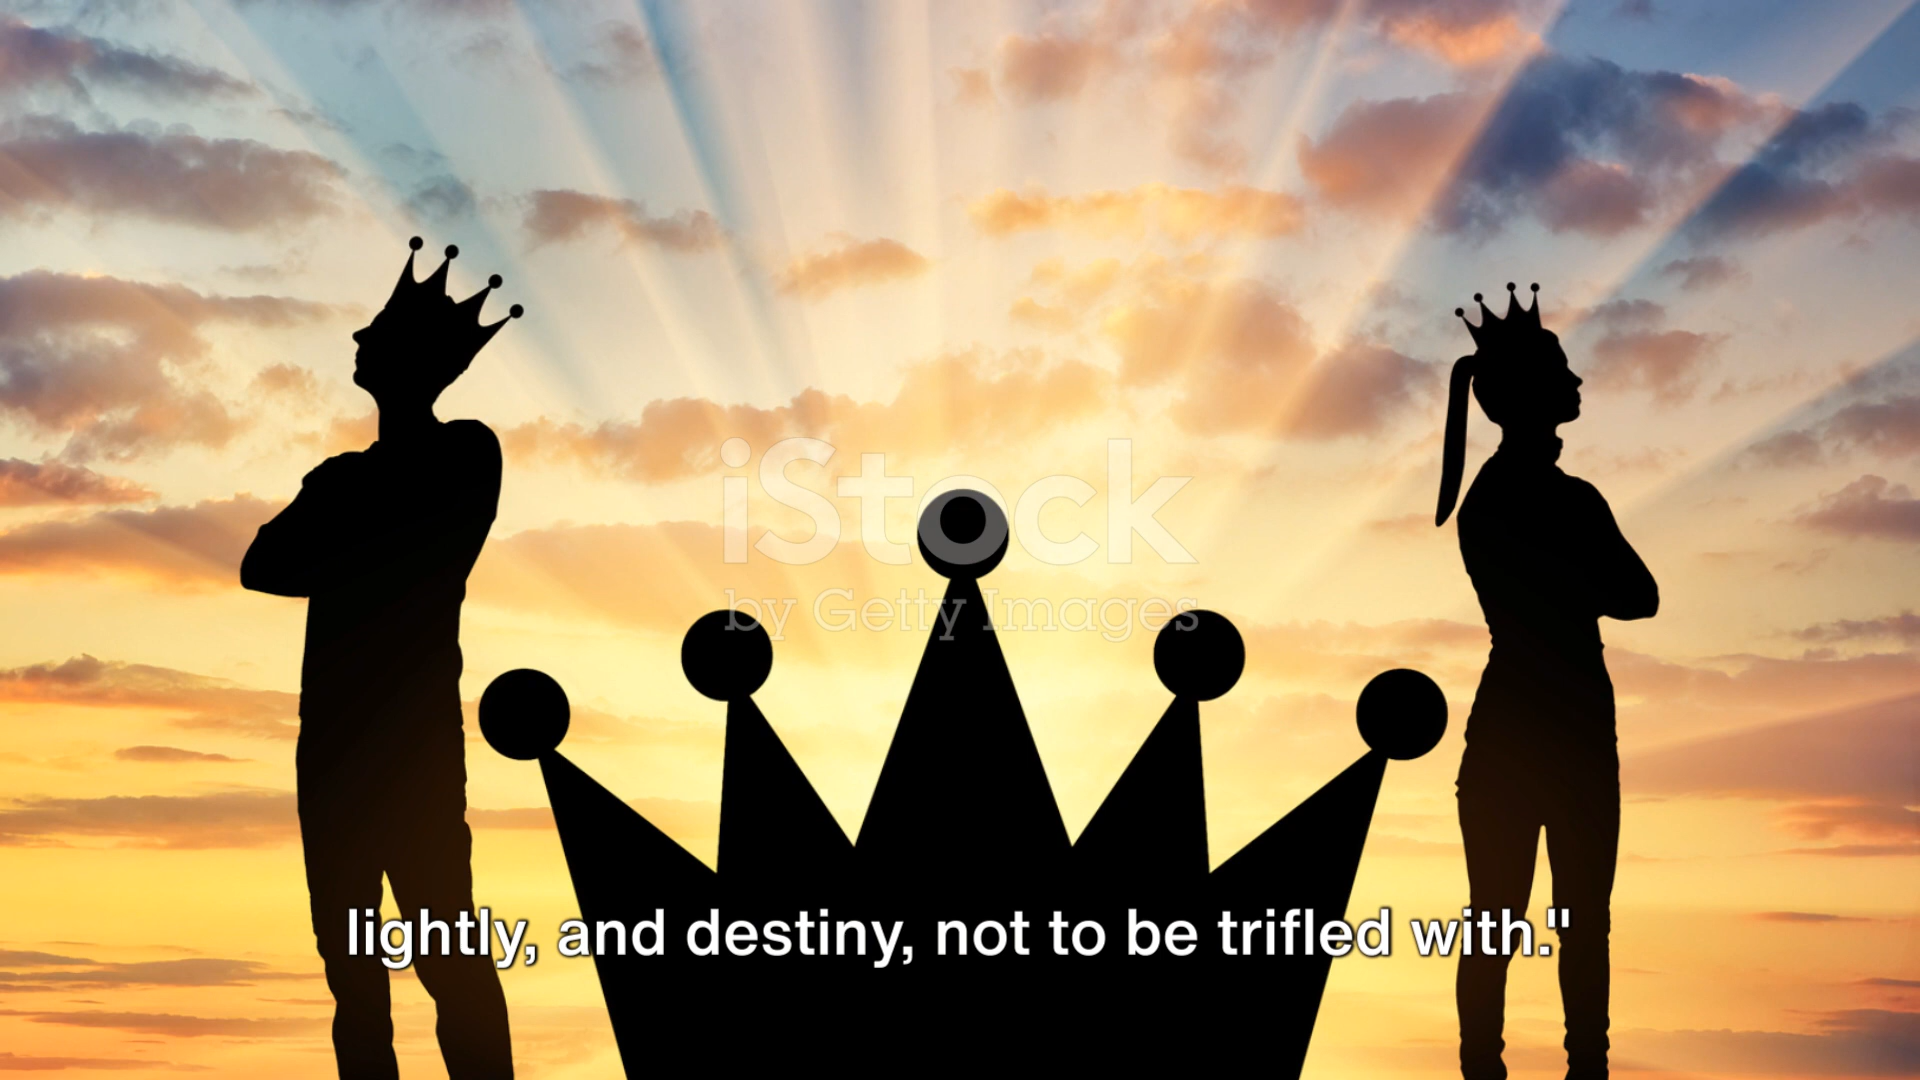 iStock
by Getty Images
lightly, and destiny, not to be trifled with."